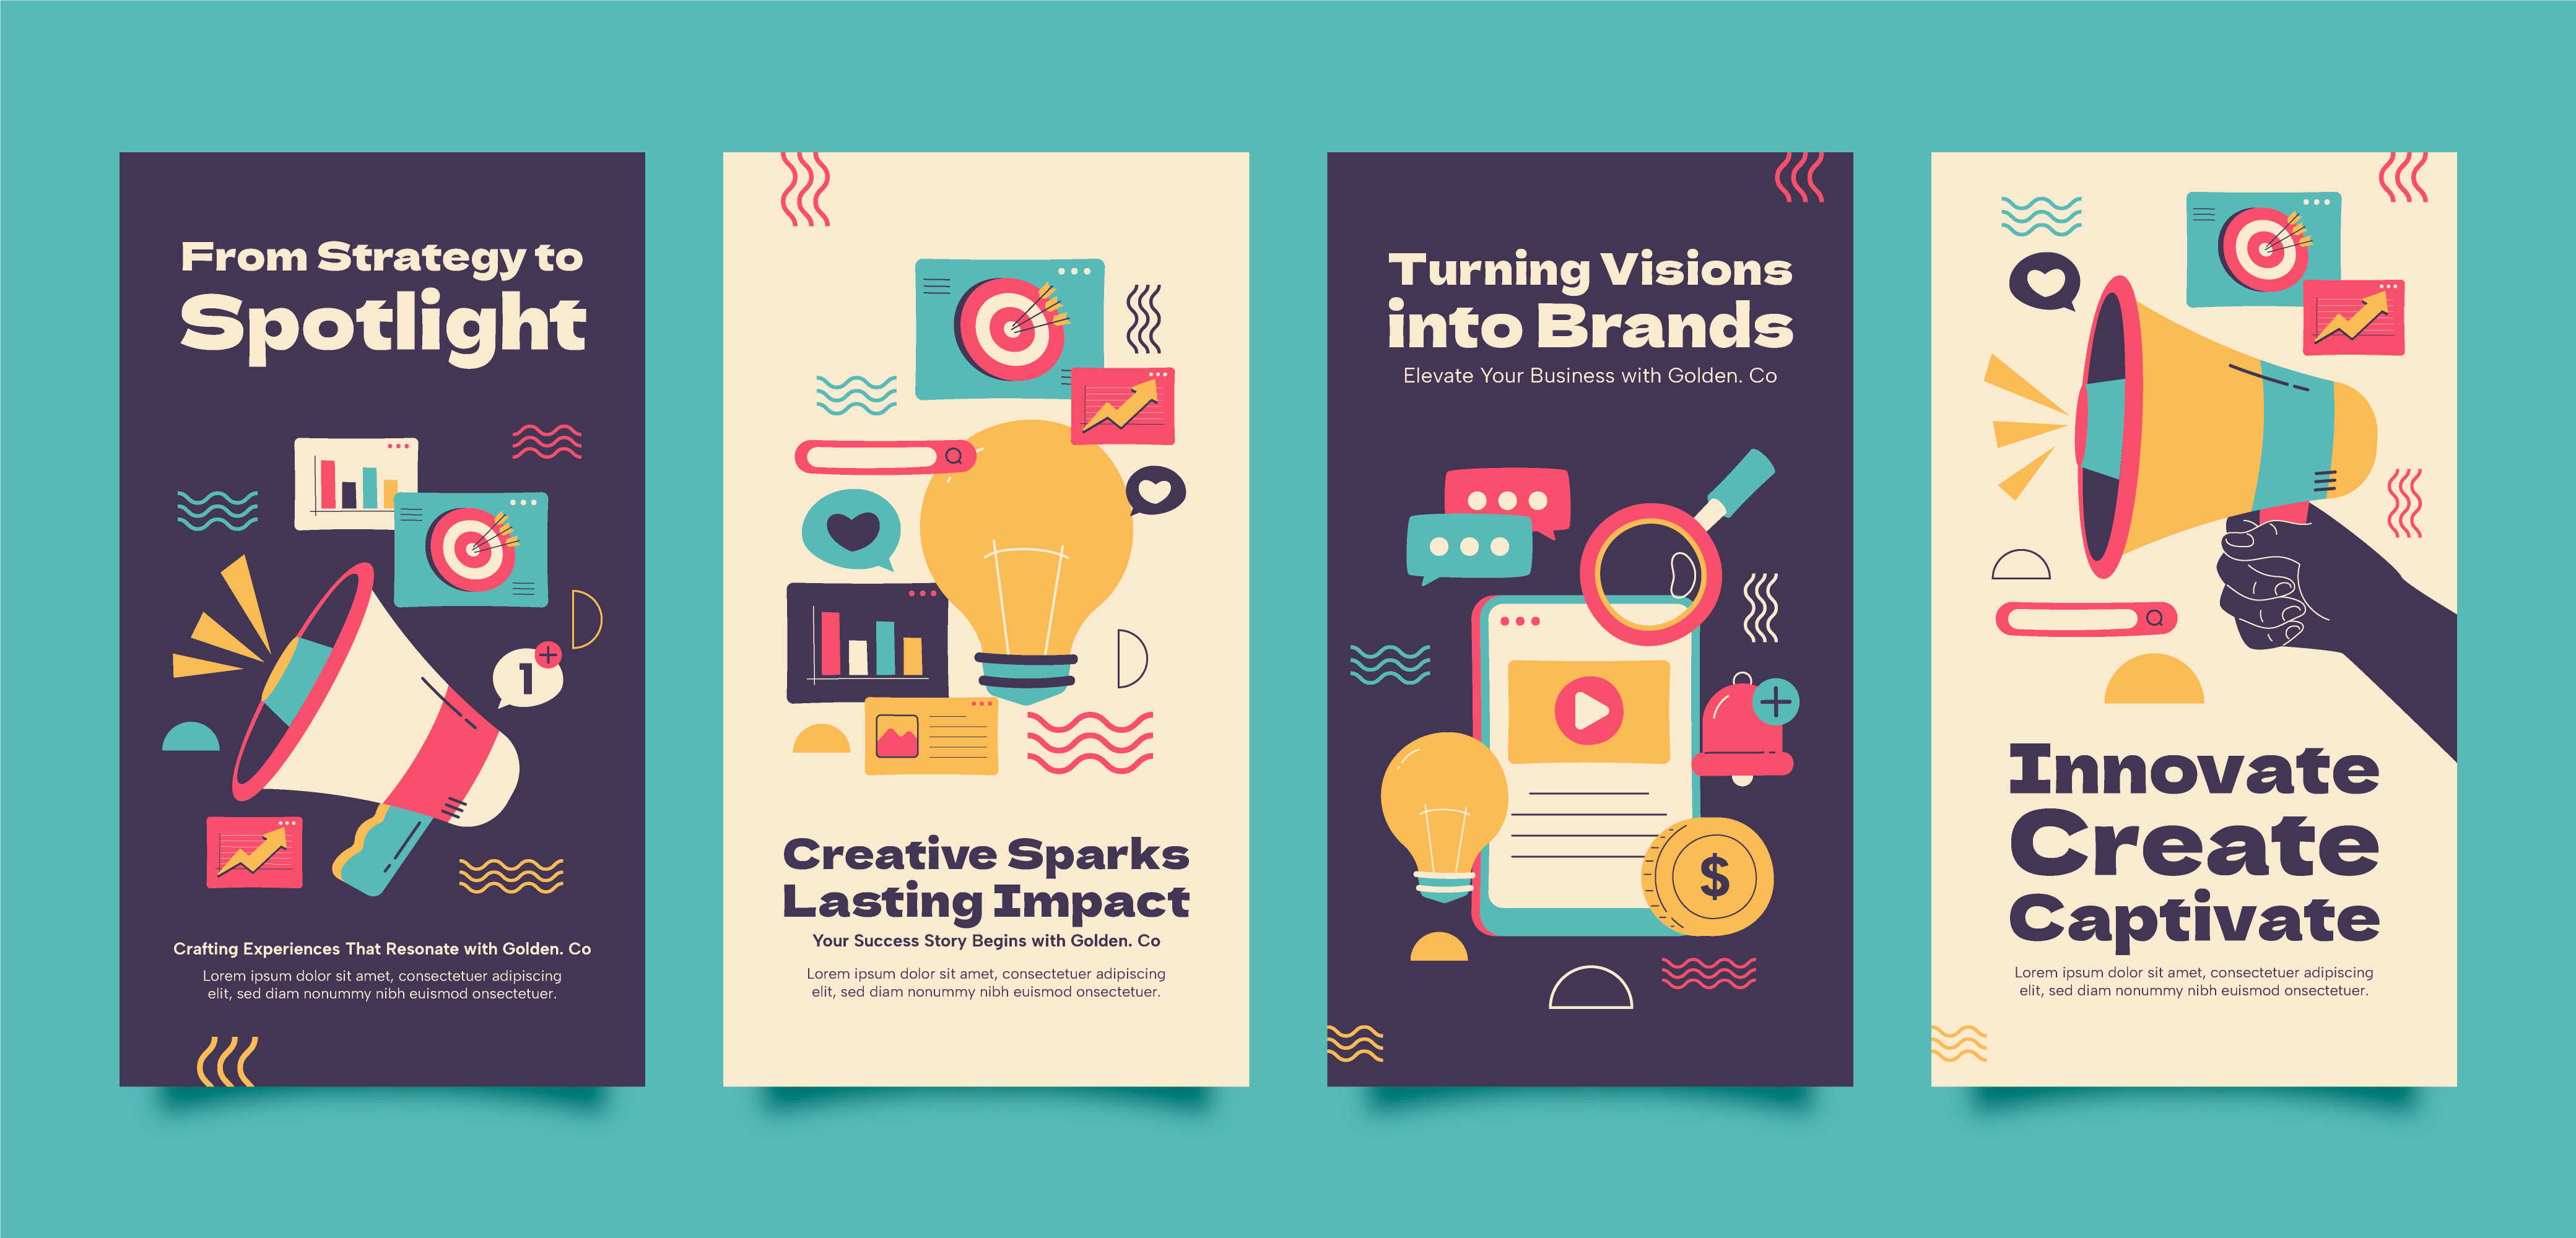 From Strategy to
Spotlight
1
Crafting Experiences That Resonate with Golden. Co
Lorem ipsum dolor sit amet, consectetuer adipiscing
elit, sed diam nonummy nibh euismod onsectetuer.
Creative Sparks
Lasting Impact
Your Success Story Begins with Golden. Co
Lorem ipsum dolor sit amet, consectetuer adipiscing
elit, sed diam nonummy nibh euismod onsectetuer.
Turning Visions
into Brands
Elevate Your Business with Golden. Co
$
Innovate
Create
Captivate
Lorem ipsum dolor sit amet, consectetuer adipiscing
elit, sed diam nonummy nibh euismod onsectetuer.